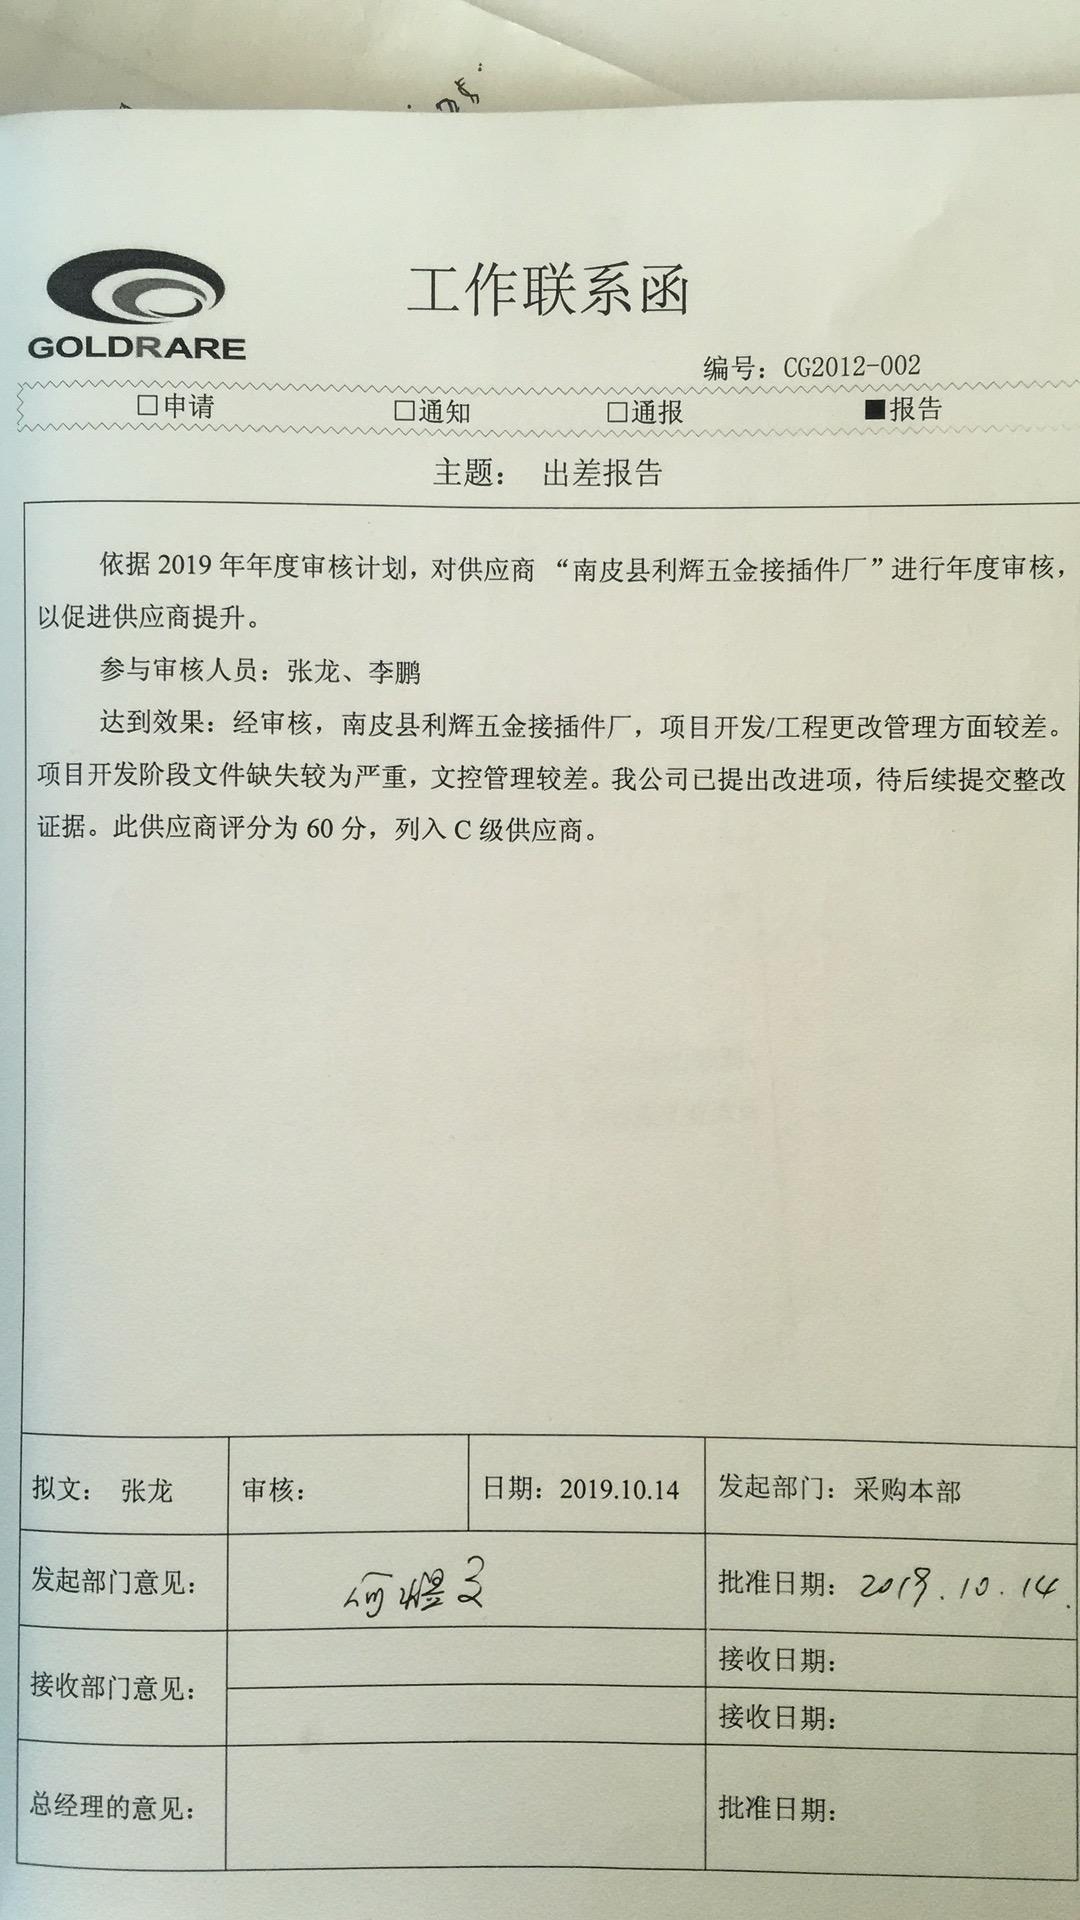 GOLDRARE
工作联系函
编号：CG2012-002
□申请 □通知 □通报 ■报告
主题： 出差报告
依据 2019 年年度审核计划，对供应商 “南皮县利辉五金接插件厂”进行年度审核，
以促进供应商提升。
参与审核人员：张龙、李鹏
达到效果：经审核，南皮县利辉五金接插件厂，项目开发/工程更改管理方面较差。
项目开发阶段文件缺失较为严重，文控管理较差。我公司已提出改进项，待后续提交整改
证据。此供应商评分为 60 分，列入 C 级供应商。
拟文： 张龙 审核： 日期：2019.10.14 发起部门：采购本部
发起部门意见： 何煜文 批准日期：2019.10.14.
接收部门意见： 接收日期：
接收日期：
总经理的意见： 批准日期：